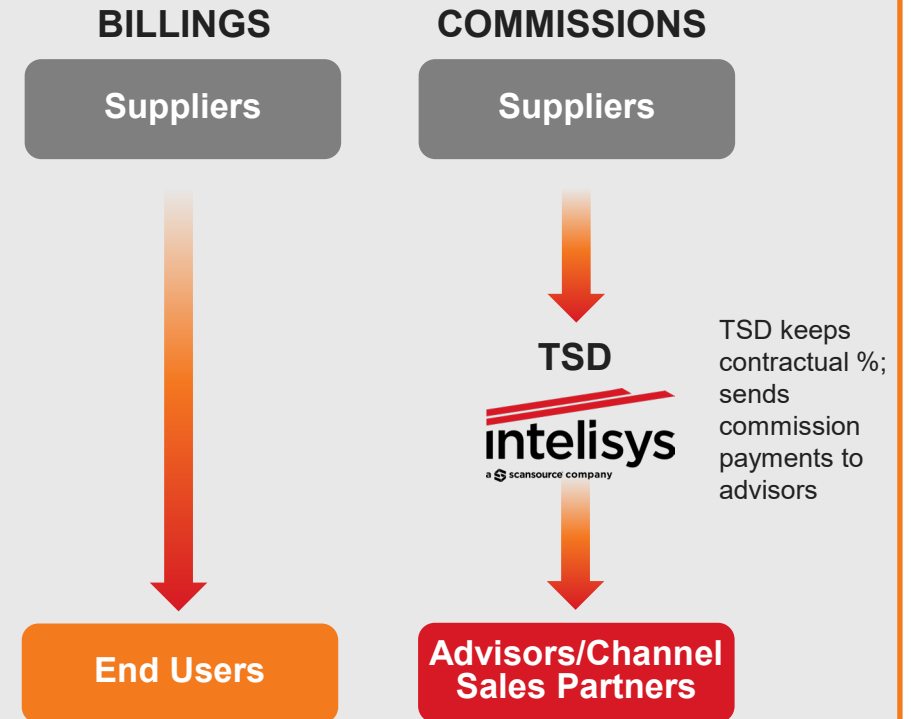 BILLINGS
COMMISSIONS
Suppliers
Suppliers
TSD
intelisys
a scansource company
TSD keeps
contractual %;
sends
commission
payments to
advisors
End Users
Advisors/Channel
Sales Partners